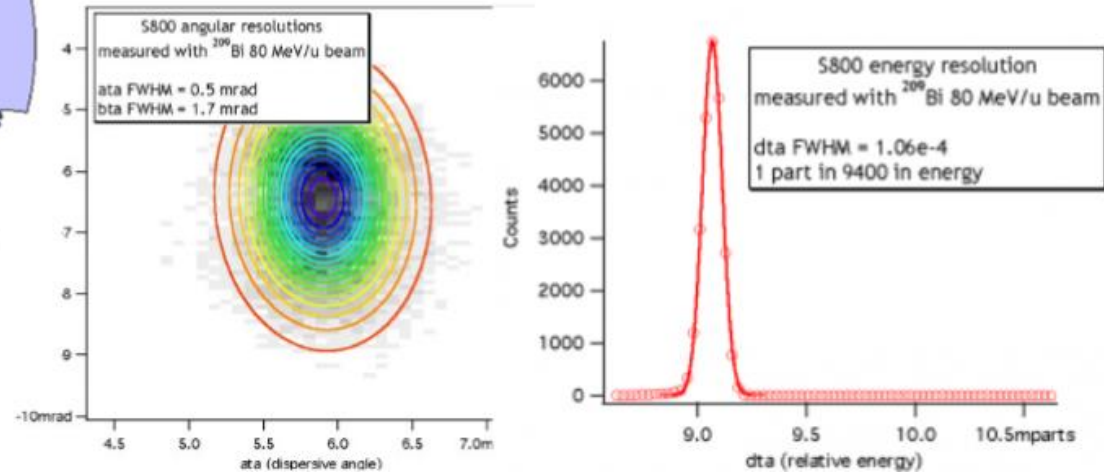 S800 angular resolutions
measured with ²⁰⁹Bi 80 MeV/u beam
ata FWHM = 0.5 mrad
bta FWHM = 1.7 mrad
4
5
6
7
8
9
-10mrad
4.5 5.0 5.5 6.0 6.5 7.0m
ata (dispersive angle)
S800 energy resolution
measured with ²⁰⁹Bi 80 MeV/u beam
dta FWHM = 1.06e-4
1 part in 9400 in energy
Counts
6000
5000
4000
3000
2000
1000
0
9.0 9.5 10.0 10.5mparts
dta (relative energy)